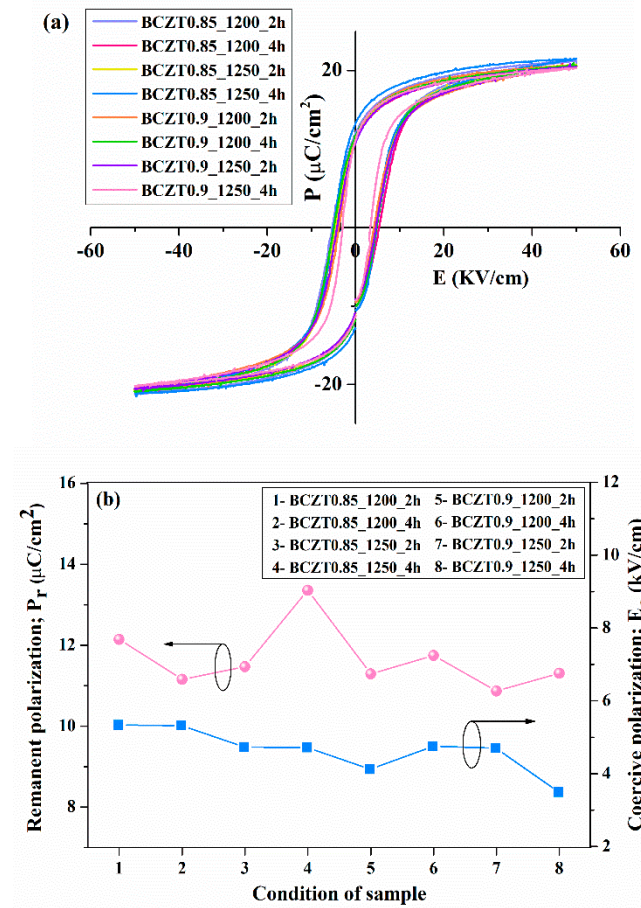 (a)
BCZT0.85_1200_2h
BCZT0.85_1200_4h
BCZT0.85_1250_2h
BCZT0.85_1250_4h
BCZT0.9_1200_2h
BCZT0.9_1200_4h
BCZT0.9_1250_2h
BCZT0.9_1250_4h
P (μC/cm²)
20
-20
-60
-40
-20
0
20
40
60
E (KV/cm)
(b)
1- BCZT0.85_1200_2h 5- BCZT0.9_1200_2h
2- BCZT0.85_1200_4h 6- BCZT0.9_1200_4h
3- BCZT0.85_1250_2h 7- BCZT0.9_1250_2h
4- BCZT0.85_1250_4h 8- BCZT0.9_1250_4h
Remanent polarization; Pr (μC/cm²)
16
14
12
10
8
Coercive polarization; E (kV/cm)
12
10
8
6
4
2
1 2 3 4 5 6 7 8
Condition of sample